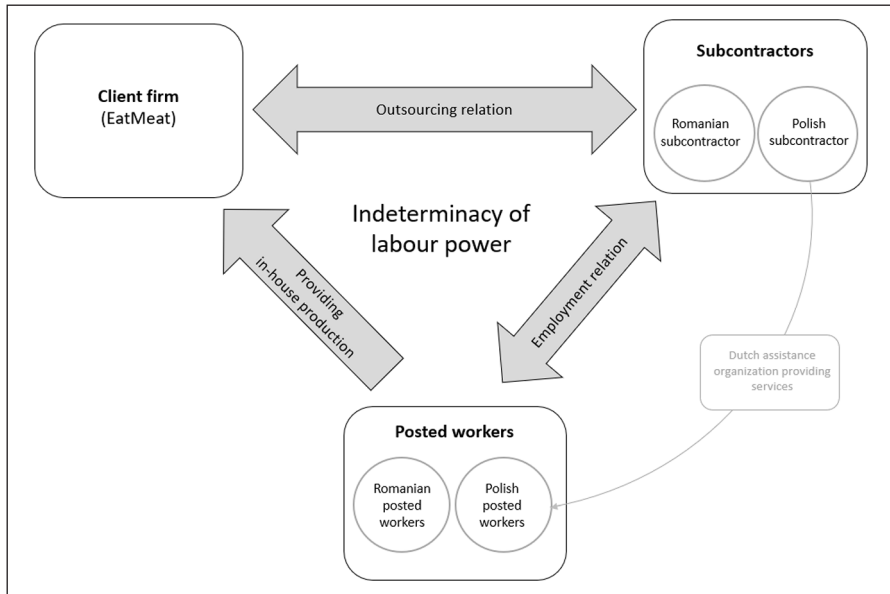 Client firm
(EatMeat)
Outsourcing relation
Subcontractors
Romanian
subcontractor
Polish
subcontractor
Indeterminacy of
labour power
Providing
in-house production
Employment relation
Dutch assistance
organization providing
services
Posted workers
Romanian
posted
workers
Polish
posted
workers